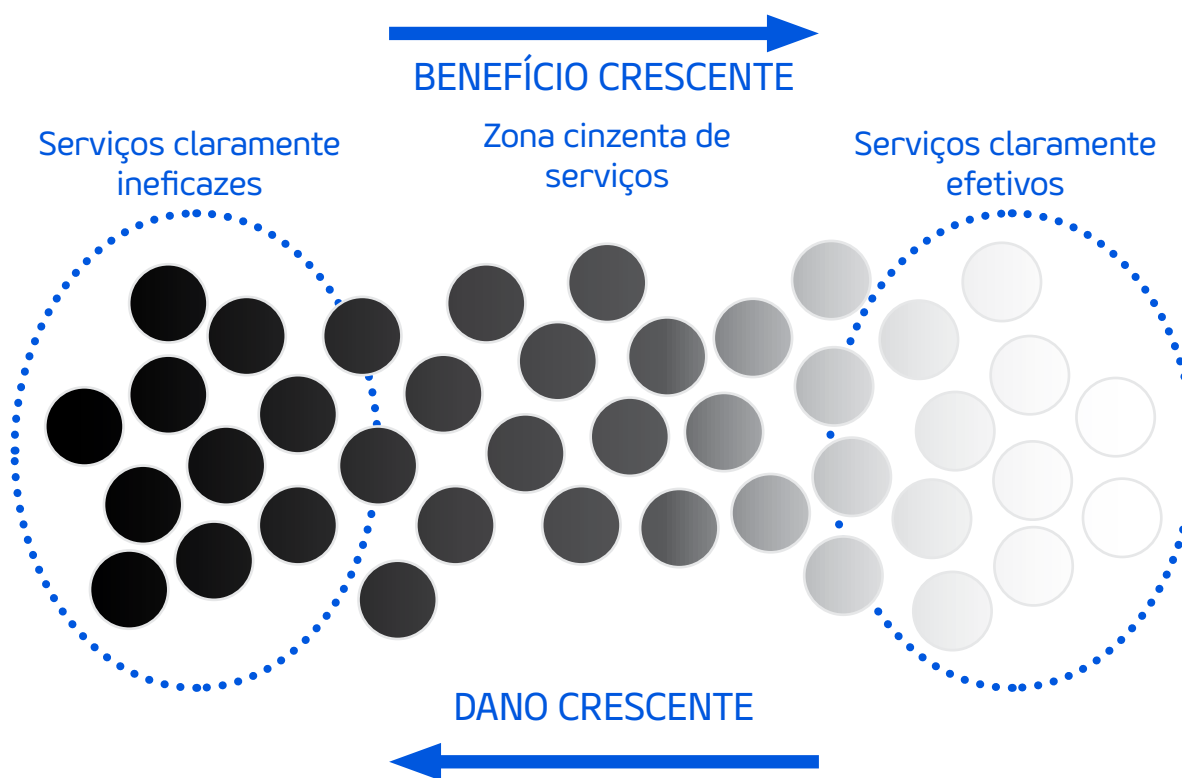 BENEFÍCIO CRESCENTE
Serviços claramente
ineficazes
Zona cinzenta de
serviços
Serviços claramente
efetivos
DANO CRESCENTE